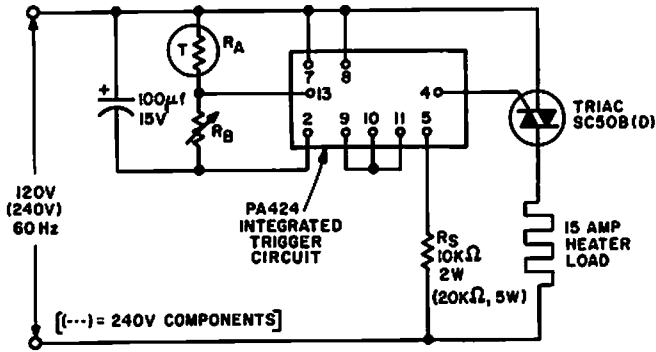 T
RA
7
8
+
100μf
15V
13
4
RB
2
9
10
11
5
TRIAC
SC50B(D)
120V
(240V)
60 Hz
PA424
INTEGRATED
TRIGGER
CIRCUIT
RS
10KΩ
2W
(20KΩ, 5W)
15 AMP
HEATER
LOAD
[(---) = 240V COMPONENTS]